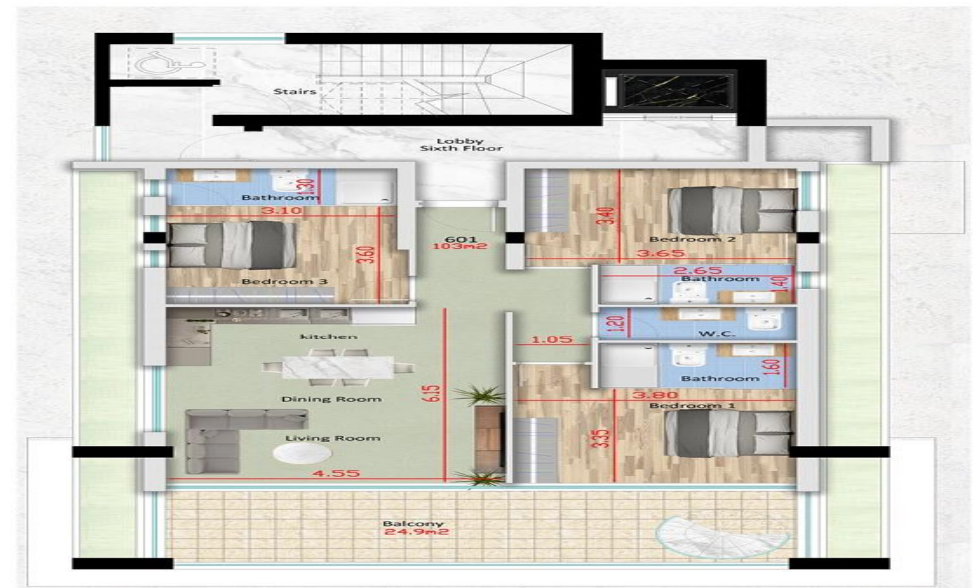 Stairs
Lobby
Sixth Floor
Bathroom
1.30
3.10
3.60
Bedroom 3
601
103m2
3.40
Bedroom 2
3.65
2.65
Bathroom
1.40
1.20
W.C.
1.05
Bathroom
1.60
3.80
Bedroom 1
3.35
kitchen
Dining Room
6.15
Living Room
4.55
Balcony
24.9m2